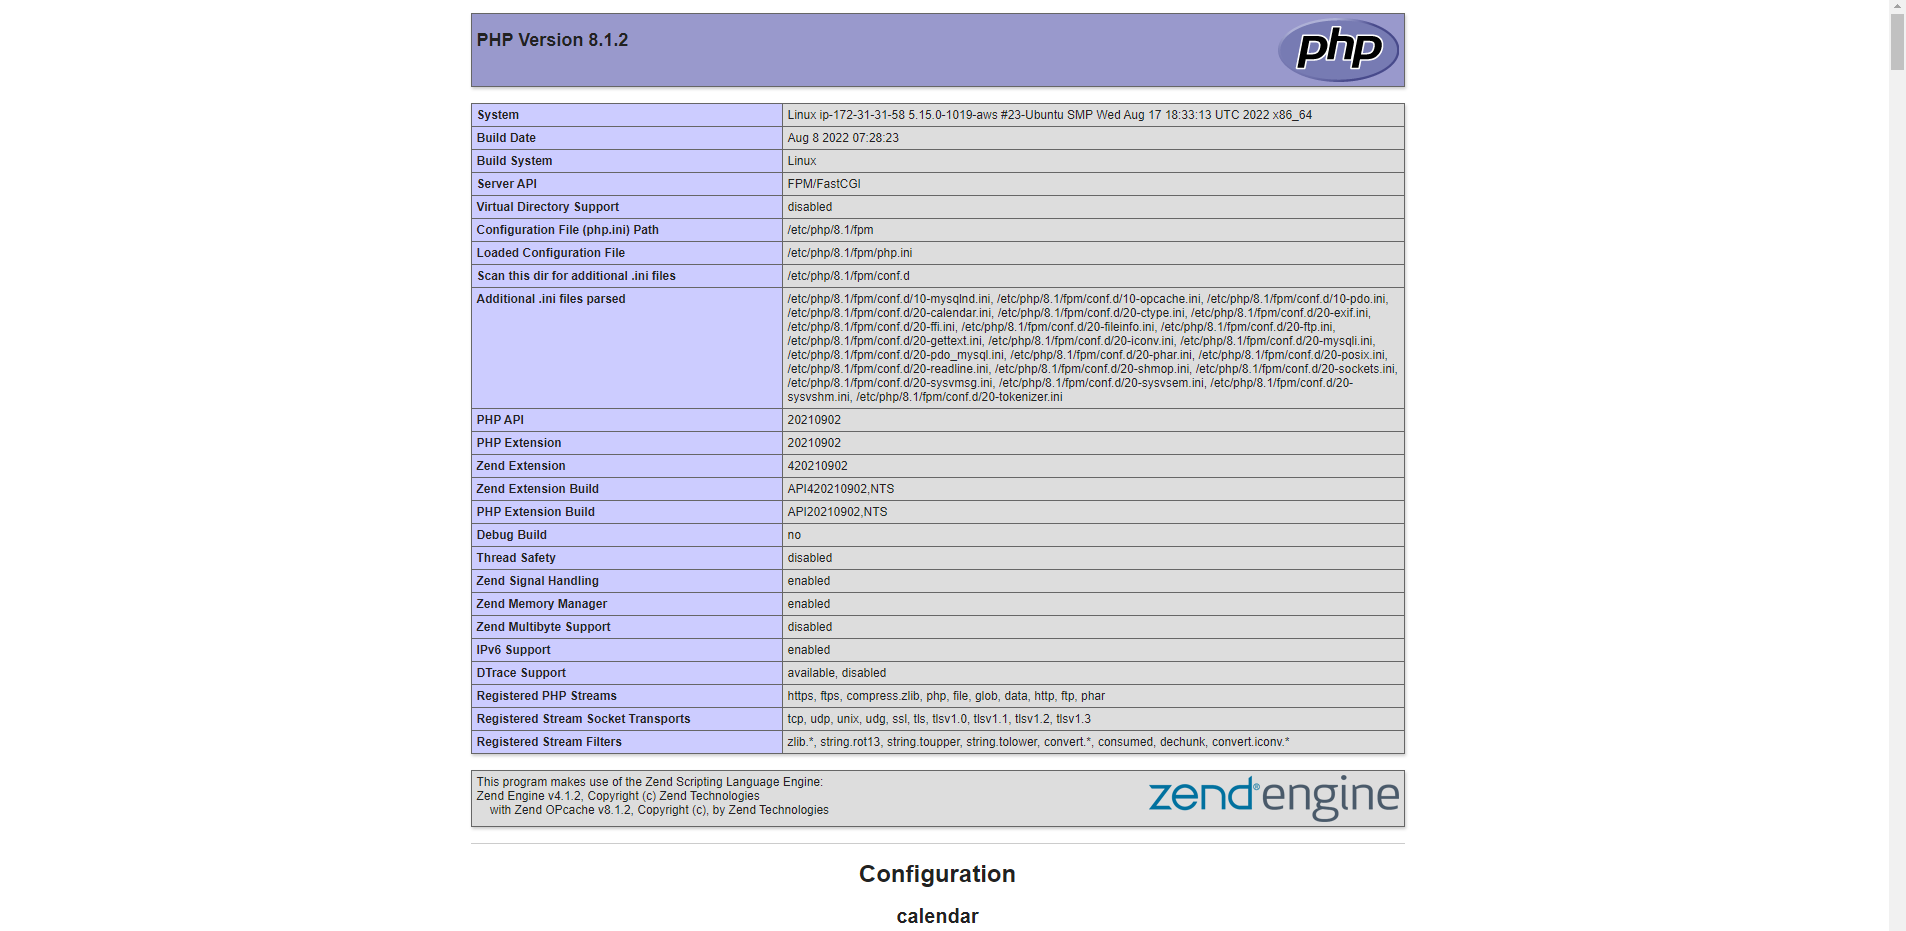 PHP Version 8.1.2
php
System Linux ip-172-31-31-58 5.15.0-1019-aws #23-Ubuntu SMP Wed Aug 17 18:33:13 UTC 2022 x86_64
Build Date Aug 8 2022 07:28:23
Build System Linux
Server API FPM/FastCGI
Virtual Directory Support disabled
Configuration File (php.ini) Path /etc/php/8.1/fpm
Loaded Configuration File /etc/php/8.1/fpm/php.ini
Scan this dir for additional .ini files /etc/php/8.1/fpm/conf.d
Additional .ini files parsed /etc/php/8.1/fpm/conf.d/10-mysqlnd.ini, /etc/php/8.1/fpm/conf.d/10-opcache.ini, /etc/php/8.1/fpm/conf.d/10-pdo.ini,
/etc/php/8.1/fpm/conf.d/20-calendar.ini, /etc/php/8.1/fpm/conf.d/20-ctype.ini, /etc/php/8.1/fpm/conf.d/20-exif.ini,
/etc/php/8.1/fpm/conf.d/20-ffi.ini, /etc/php/8.1/fpm/conf.d/20-fileinfo.ini, /etc/php/8.1/fpm/conf.d/20-ftp.ini,
/etc/php/8.1/fpm/conf.d/20-gettext.ini, /etc/php/8.1/fpm/conf.d/20-iconv.ini, /etc/php/8.1/fpm/conf.d/20-mysqli.ini,
/etc/php/8.1/fpm/conf.d/20-pdo_mysql.ini, /etc/php/8.1/fpm/conf.d/20-phar.ini, /etc/php/8.1/fpm/conf.d/20-posix.ini,
/etc/php/8.1/fpm/conf.d/20-readline.ini, /etc/php/8.1/fpm/conf.d/20-shmop.ini, /etc/php/8.1/fpm/conf.d/20-sockets.ini,
/etc/php/8.1/fpm/conf.d/20-sysvmsg.ini, /etc/php/8.1/fpm/conf.d/20-sysvsem.ini, /etc/php/8.1/fpm/conf.d/20-
sysvshm.ini, /etc/php/8.1/fpm/conf.d/20-tokenizer.ini
PHP API 20210902
PHP Extension 20210902
Zend Extension 420210902
Zend Extension Build API420210902,NTS
PHP Extension Build API20210902,NTS
Debug Build no
Thread Safety disabled
Zend Signal Handling enabled
Zend Memory Manager enabled
Zend Multibyte Support disabled
IPv6 Support enabled
DTrace Support available, disabled
Registered PHP Streams https, ftps, compress.zlib, php, file, glob, data, http, ftp, phar
Registered Stream Socket Transports tcp, udp, unix, udg, ssl, tls, tlsv1.0, tlsv1.1, tlsv1.2, tlsv1.3
Registered Stream Filters zlib.*, string.rot13, string.toupper, string.tolower, convert.*, consumed, dechunk, convert.iconv.*
This program makes use of the Zend Scripting Language Engine:
Zend Engine v4.1.2, Copyright (c) Zend Technologies
with Zend OPcache v8.1.2, Copyright (c), by Zend Technologies
zend® engine
Configuration
calendar